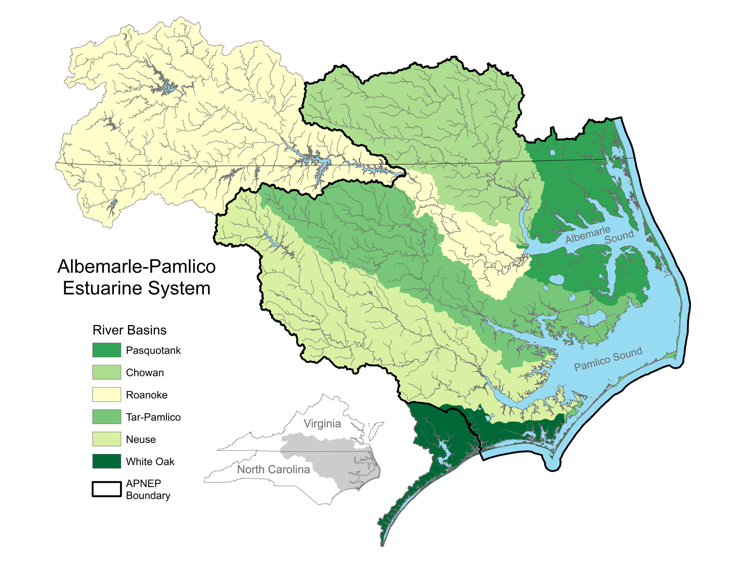 Albemarle
Sound
Albemarle-Pamlico
Estuarine System
Pamlico Sound
River Basins
Pasquotank
Chowan
Roanoke
Tar-Pamlico
Neuse
White Oak
APNEP
Boundary
Virginia
North Carolina